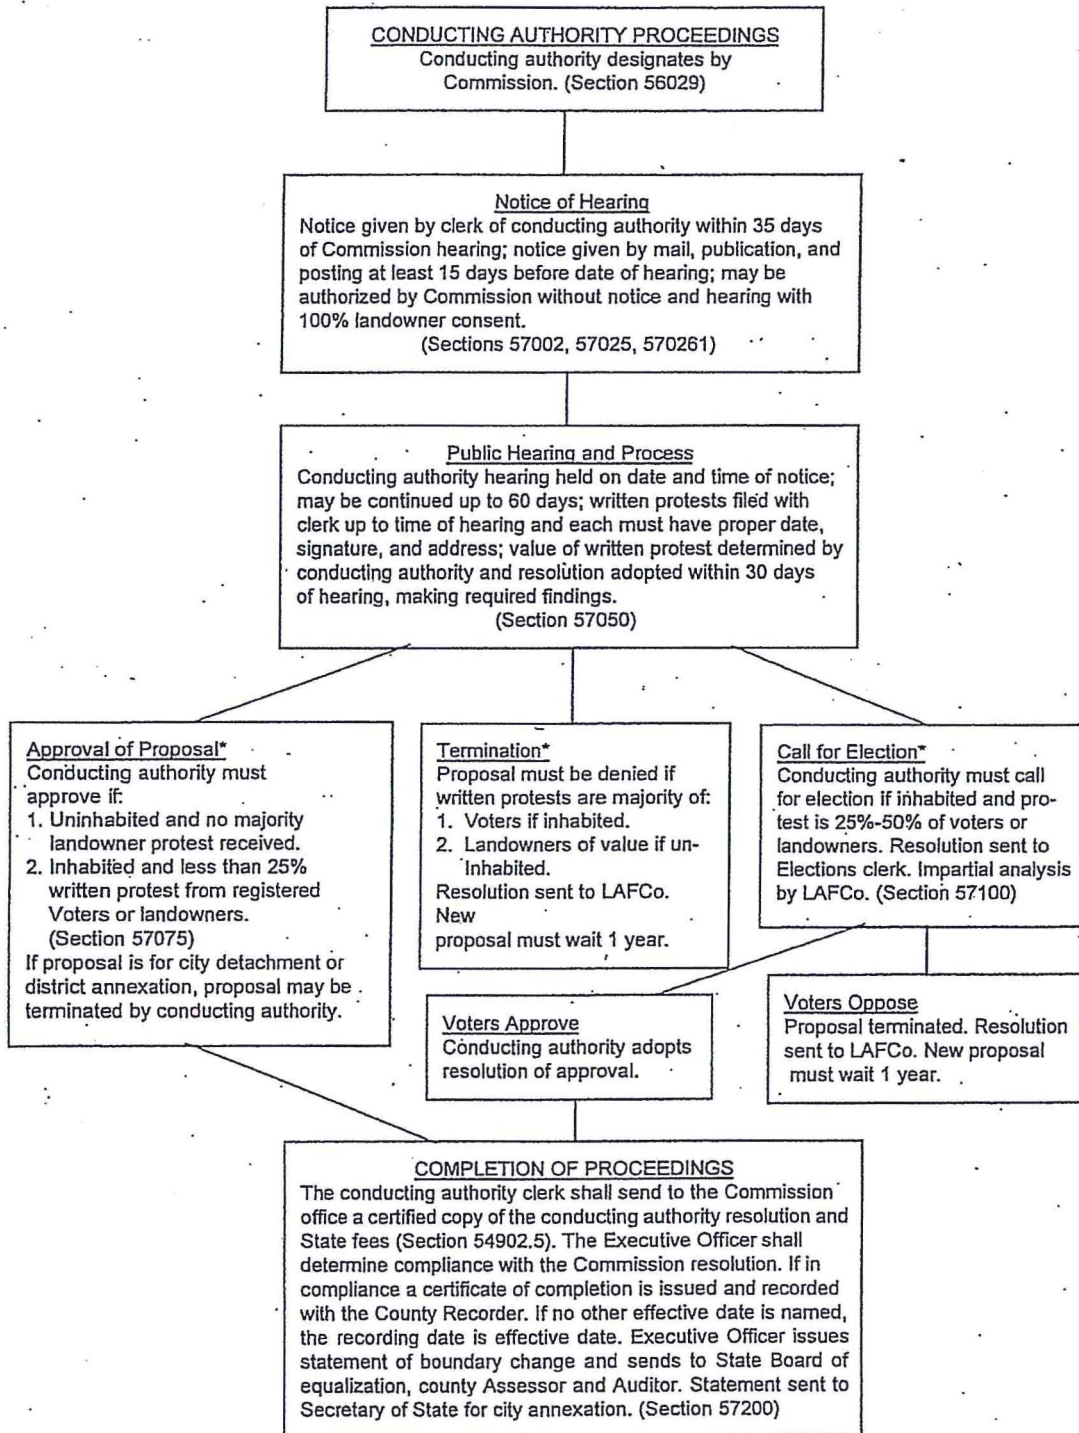 CONDUCTING AUTHORITY PROCEEDINGS
Conducting authority designates by
Commission. (Section 56029)
Notice of Hearing
Notice given by clerk of conducting authority within 35 days
of Commission hearing; notice given by mail, publication, and
posting at least 15 days before date of hearing; may be
authorized by Commission without notice and hearing with
100% landowner consent.
(Sections 57002, 57025, 570261)
Public Hearing and Process
Conducting authority hearing held on date and time of notice;
may be continued up to 60 days; written protests filed with
clerk up to time of hearing and each must have proper date,
signature, and address; value of written protest determined by
conducting authority and resolution adopted within 30 days
of hearing, making required findings.
(Section 57050)
Approval of Proposal*
Conducting authority must
approve if:
1. Uninhabited and no majority
landowner protest received.
2. Inhabited and less than 25%
written protest from registered
Voters or landowners.
(Section 57075)
If proposal is for city detachment or
district annexation, proposal may be
terminated by conducting authority.
Termination*
Proposal must be denied if
written protests are majority of:
1. Voters if inhabited.
2. Landowners of value if un-
Inhabited.
Resolution sent to LAFCo.
New
proposal must wait 1 year.
Call for Election*
Conducting authority must call
for election if inhabited and pro-
test is 25%-50% of voters or
landowners. Resolution sent to
Elections clerk. Impartial analysis
by LAFCo. (Section 57100)
Voters Approve
Conducting authority adopts
resolution of approval.
Voters Oppose
Proposal terminated. Resolution
sent to LAFCo. New proposal
must wait 1 year.
COMPLETION OF PROCEEDINGS
The conducting authority clerk shall send to the Commission
office a certified copy of the conducting authority resolution and
State fees (Section 54902.5). The Executive Officer shall
determine compliance with the Commission resolution. If in
compliance a certificate of completion is issued and recorded
with the County Recorder. If no other effective date is named,
the recording date is effective date. Executive Officer issues
statement of boundary change and sends to State Board of
equalization, county Assessor and Auditor. Statement sent to
Secretary of State for city annexation. (Section 57200)